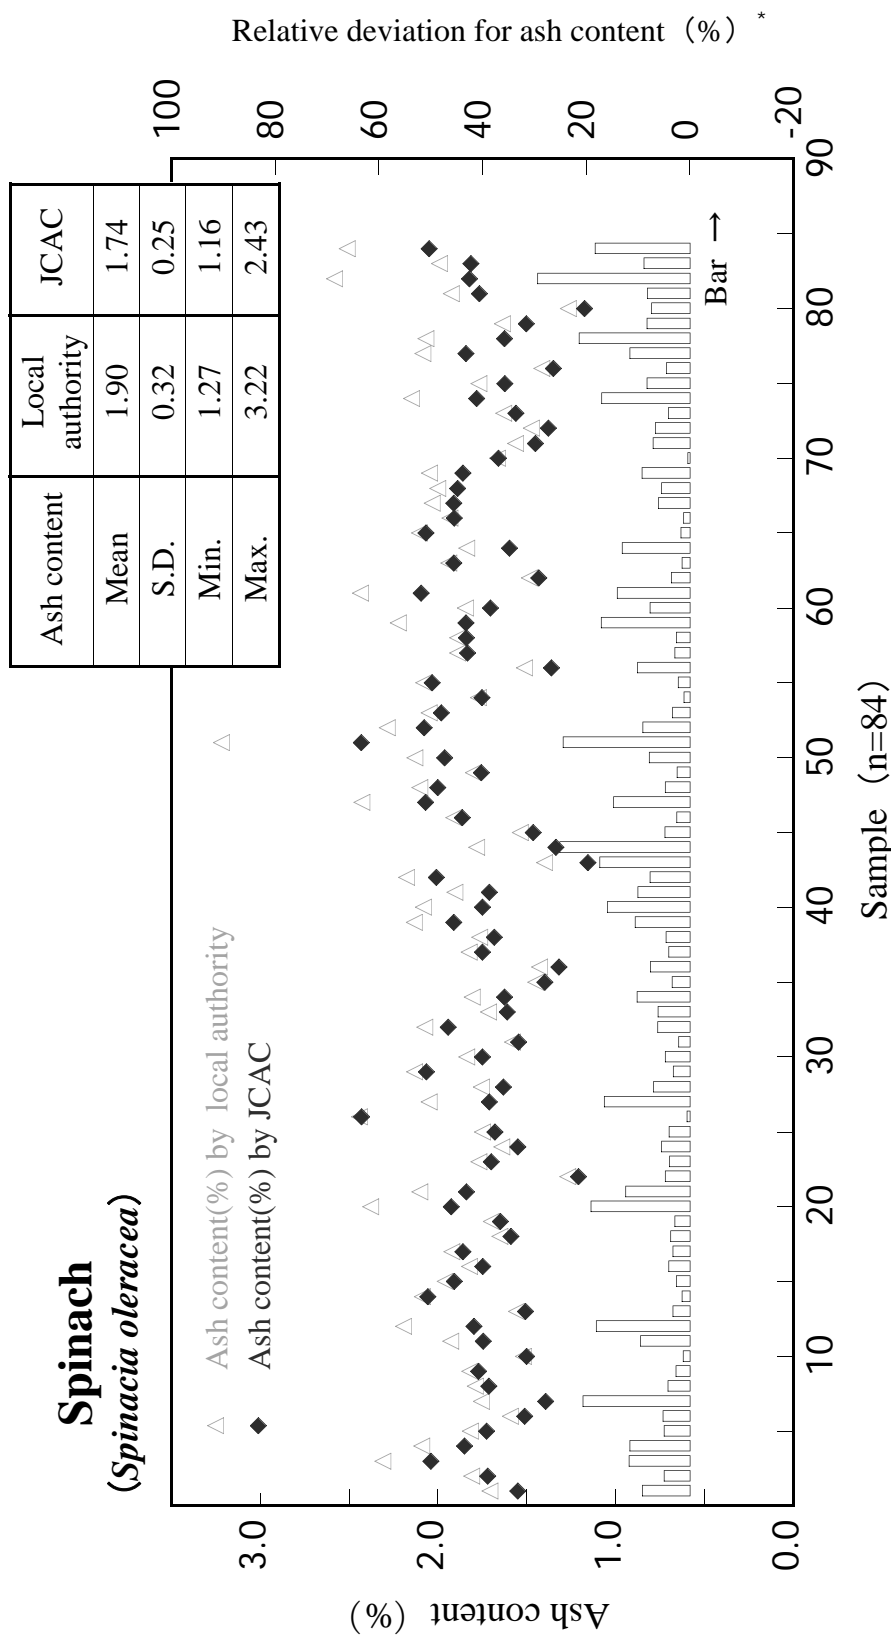 Spinach
(Spinacia oleracea)
Ash content(%) by local authority
Ash content(%) by JCAC
Ash content Local authority JCAC
Mean 1.90 1.74
S.D. 0.32 0.25
Min. 1.27 1.16
Max. 3.22 2.43
Ash content (%)
3.0
2.0
1.0
0.0
10 20 30 40 50 60 70 80 90
Sample (n=84)
Bar →
100
80
60
40
20
0
-20
Relative deviation for ash content (%) *